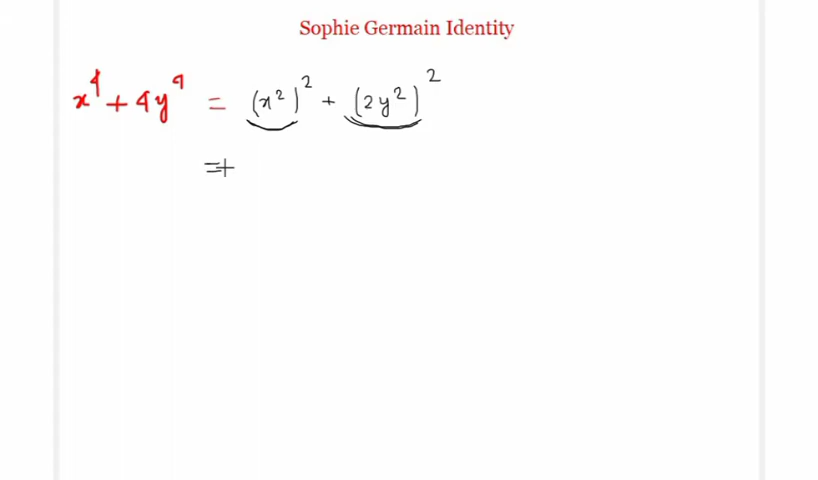 Sophie Germain Identity
x⁴ + 4y⁴ = (x²)² + (2y²)²
=+